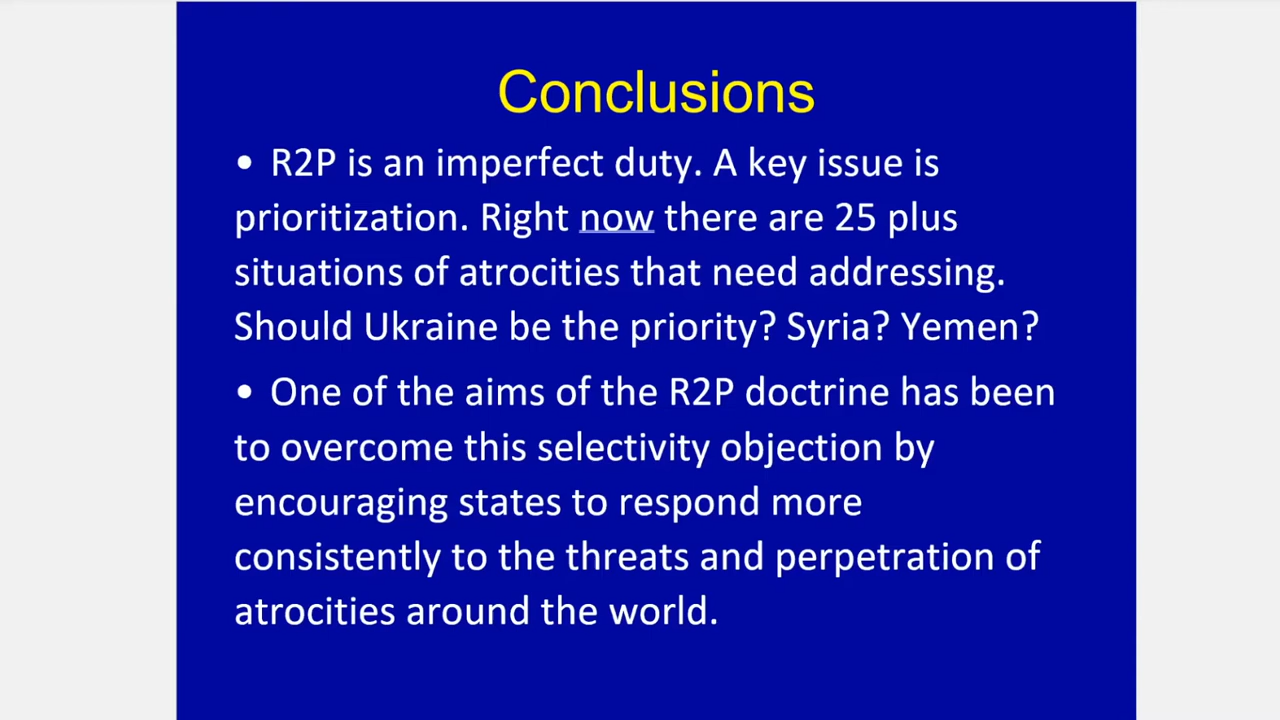 Conclusions
• R2P is an imperfect duty. A key issue is
prioritization. Right now there are 25 plus
situations of atrocities that need addressing.
Should Ukraine be the priority? Syria? Yemen?
• One of the aims of the R2P doctrine has been
to overcome this selectivity objection by
encouraging states to respond more
consistently to the threats and perpetration of
atrocities around the world.